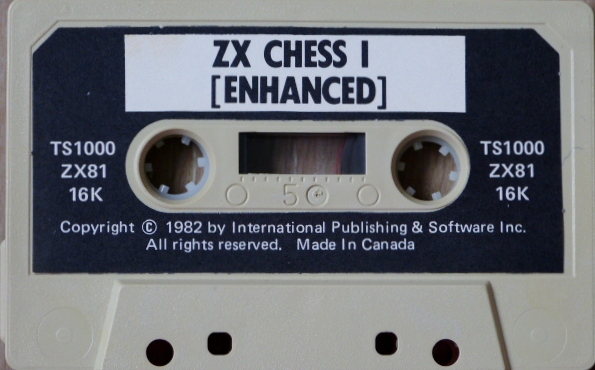 ZX CHESS I
[ENHANCED]
TS1000
ZX81
16K
TS1000
ZX81
16K
50
Copyright © 1982 by International Publishing & Software Inc.
All rights reserved. Made In Canada